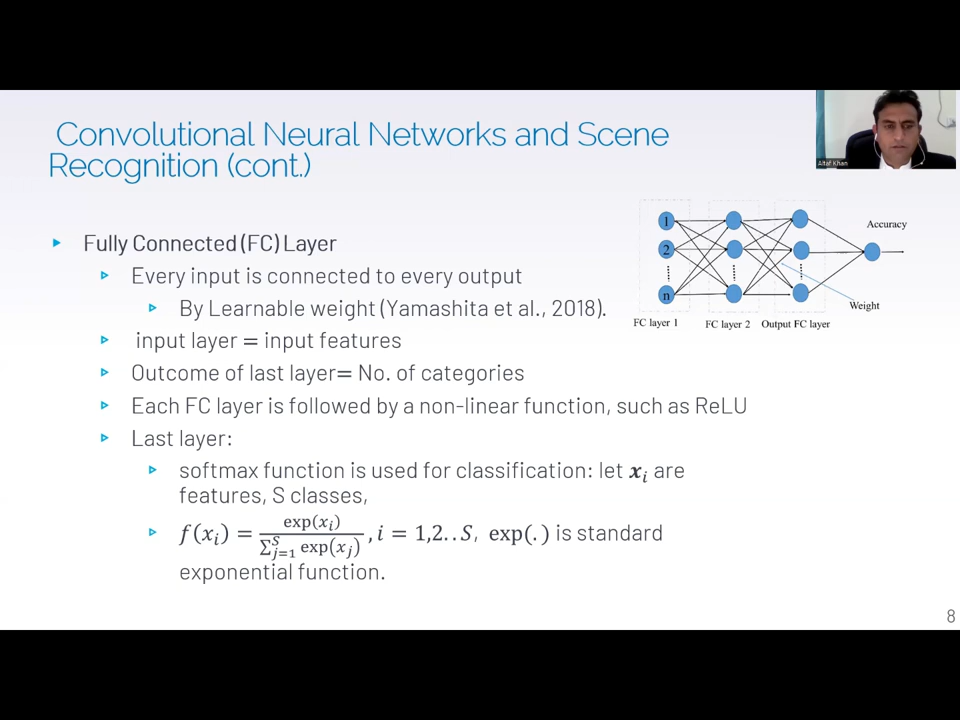 Convolutional Neural Networks and Scene
Recognition (cont.)
Altaf Khan
Fully Connected (FC) Layer
Every input is connected to every output
By Learnable weight (Yamashita et al., 2018).
input layer = input features
Outcome of last layer= No. of categories
Each FC layer is followed by a non-linear function, such as ReLU
Last layer:
softmax function is used for classification: let 𝒙ᵢ are
features, S classes,
f(xᵢ) = exp(xᵢ) / ∑_{j=1}^{S} exp(xⱼ) , i = 1,2. . S, exp(. ) is standard
exponential function.
1
2
n
Accuracy
Weight
FC layer 1
FC layer 2
Output FC layer
8